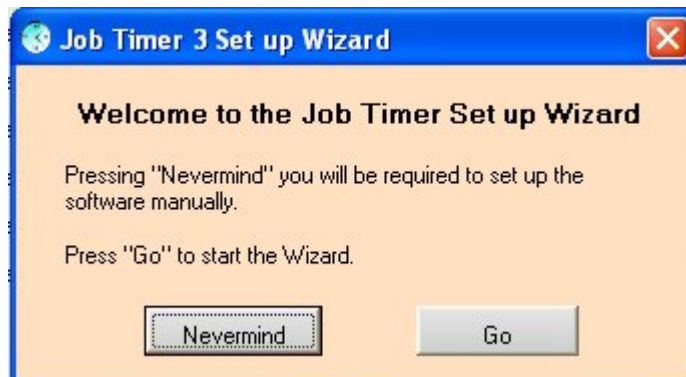 Job Timer 3 Set up Wizard
Welcome to the Job Timer Set up Wizard
Pressing "Nevermind" you will be required to set up the
software manually.
Press "Go" to start the Wizard.
Nevermind Go